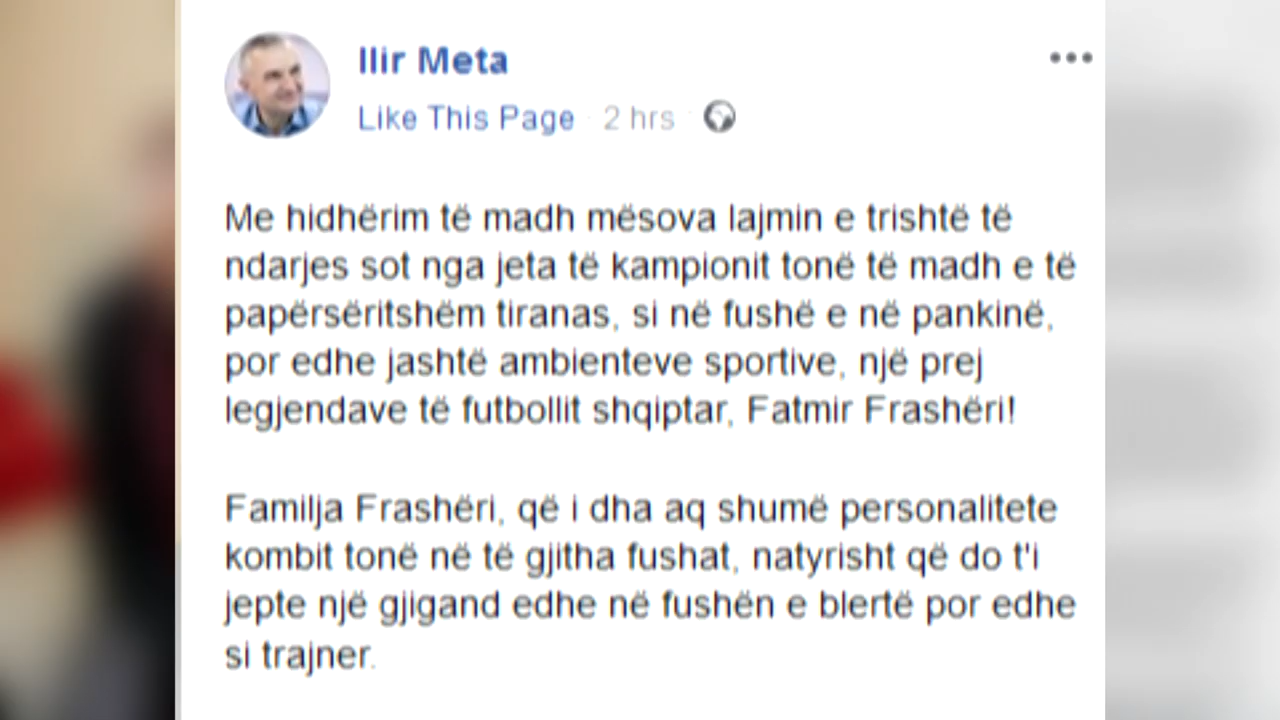 Ilir Meta
Like This Page · 2 hrs ·
Me hidhërim të madh mësova lajmin e trishtë të
ndarjes sot nga jeta të kampionit tonë të madh e të
papërsëritshëm tiranas, si në fushë e në pankinë,
por edhe jashtë ambienteve sportive, një prej
legjendave të futbollit shqiptar, Fatmir Frashëri!
Familja Frashëri, që i dha aq shumë personalitete
kombit tonë në të gjitha fushat, natyrisht që do t'i
jepte një gjigand edhe në fushën e blertë por edhe
si trajner.